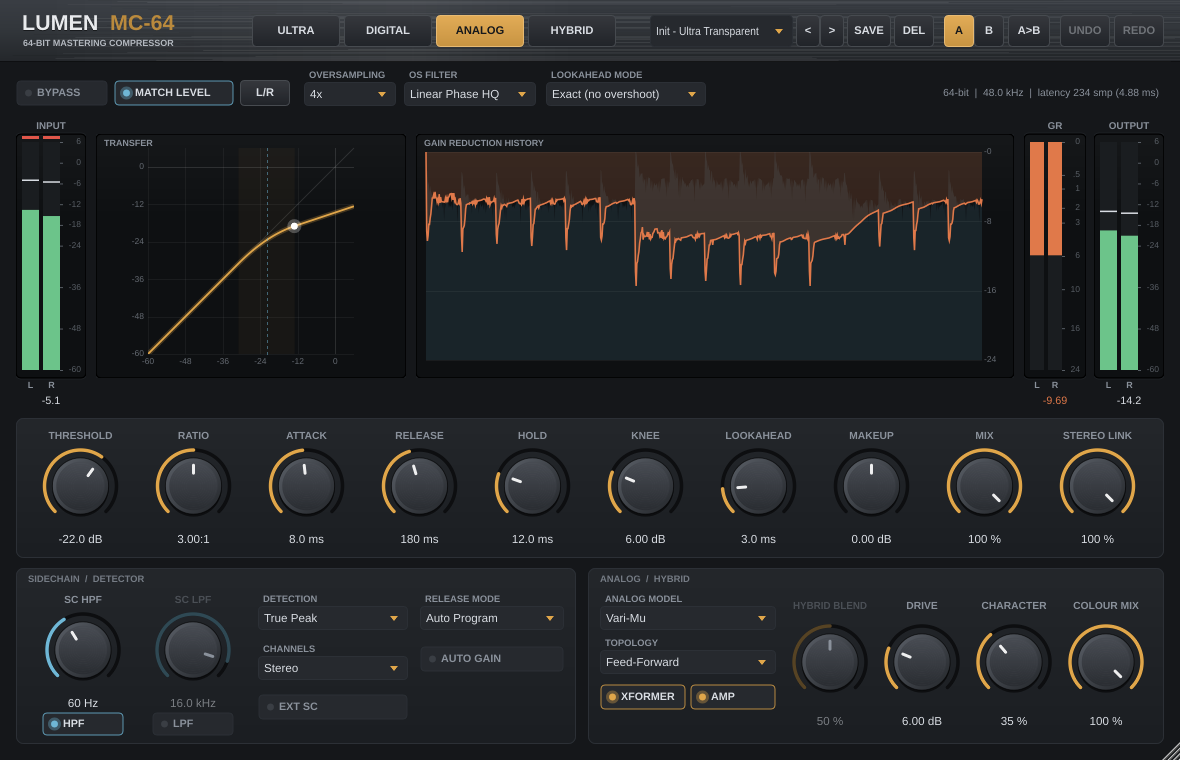 LUMEN MC-64
64-BIT MASTERING COMPRESSOR
ULTRA DIGITAL ANALOG HYBRID
Init - Ultra Transparent < > SAVE DEL A B A>B UNDO REDO
OVERSAMPLING OS FILTER LOOKAHEAD MODE
BYPASS MATCH LEVEL L/R 4x Linear Phase HQ Exact (no overshoot)
64-bit | 48.0 kHz | latency 234 smp (4.88 ms)
INPUT
6
0
-6
-12
-18
-24
-36
-48
-60
L R
-5.1
TRANSFER
0
-12
-24
-36
-48
-60
-60 -48 -36 -24 -12 0
GAIN REDUCTION HISTORY
-0
-8
-16
-24
GR
0
.5
1
2
3
6
10
16
24
L R
-9.69
OUTPUT
6
0
-6
-12
-18
-24
-36
-48
-60
L R
-14.2
THRESHOLD RATIO ATTACK RELEASE HOLD KNEE LOOKAHEAD MAKEUP MIX STEREO LINK
-22.0 dB 3.00:1 8.0 ms 180 ms 12.0 ms 6.00 dB 3.0 ms 0.00 dB 100 % 100 %
SIDECHAIN / DETECTOR
SC HPF SC LPF
60 Hz 16.0 kHz
HPF LPF
DETECTION
True Peak
CHANNELS
Stereo
EXT SC
RELEASE MODE
Auto Program
AUTO GAIN
ANALOG / HYBRID
ANALOG MODEL
Vari-Mu
TOPOLOGY
Feed-Forward
XFORMER AMP
HYBRID BLEND DRIVE CHARACTER COLOUR MIX
50 % 6.00 dB 35 % 100 %